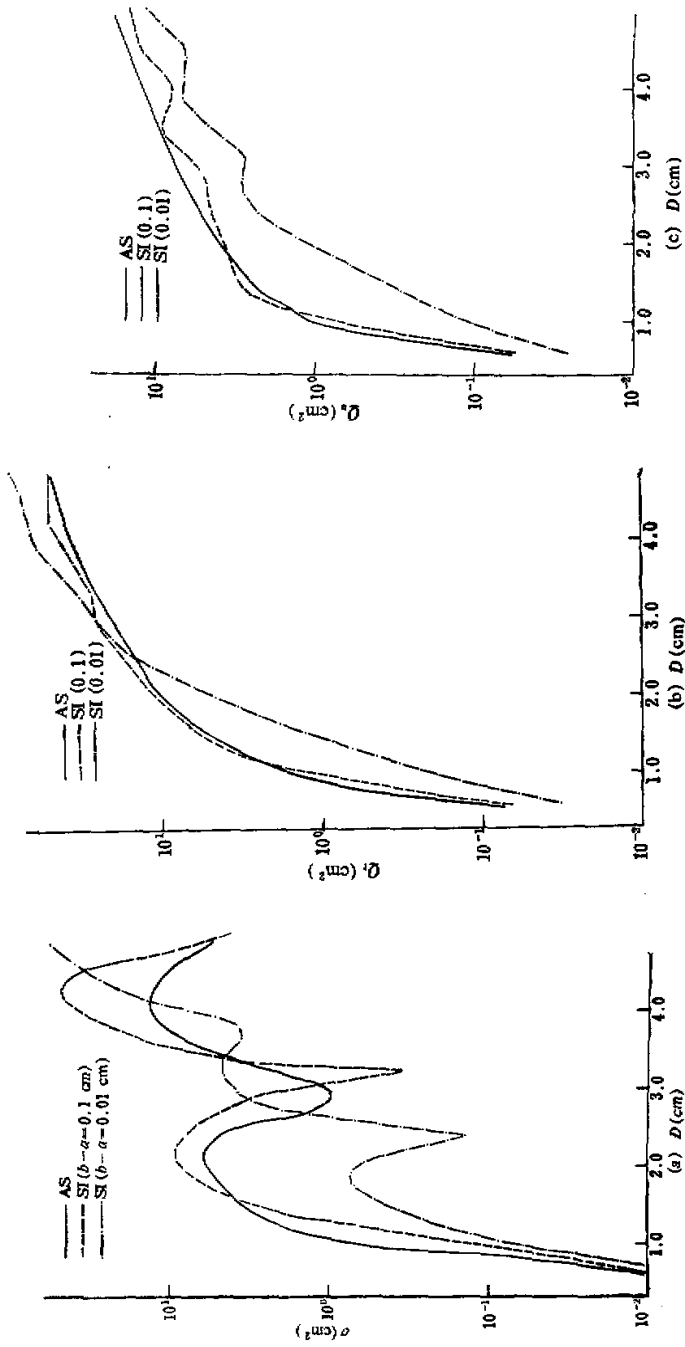 AS
SI (b−a=0.1 cm)
SI (b−a=0.01 cm)
σ (cm²)
10¹
10⁰
10⁻¹
10⁻²
1.0
2.0
3.0
4.0
(a) D (cm)
AS
SI (0.1)
SI (0.01)
Qₜ (cm²)
10¹
10⁰
10⁻¹
10⁻²
1.0
2.0
3.0
4.0
(b) D (cm)
AS
SI (0.1)
SI (0.01)
(cm²)
10¹
10⁰
10⁻¹
10⁻²
1.0
2.0
3.0
4.0
(c) D (cm)